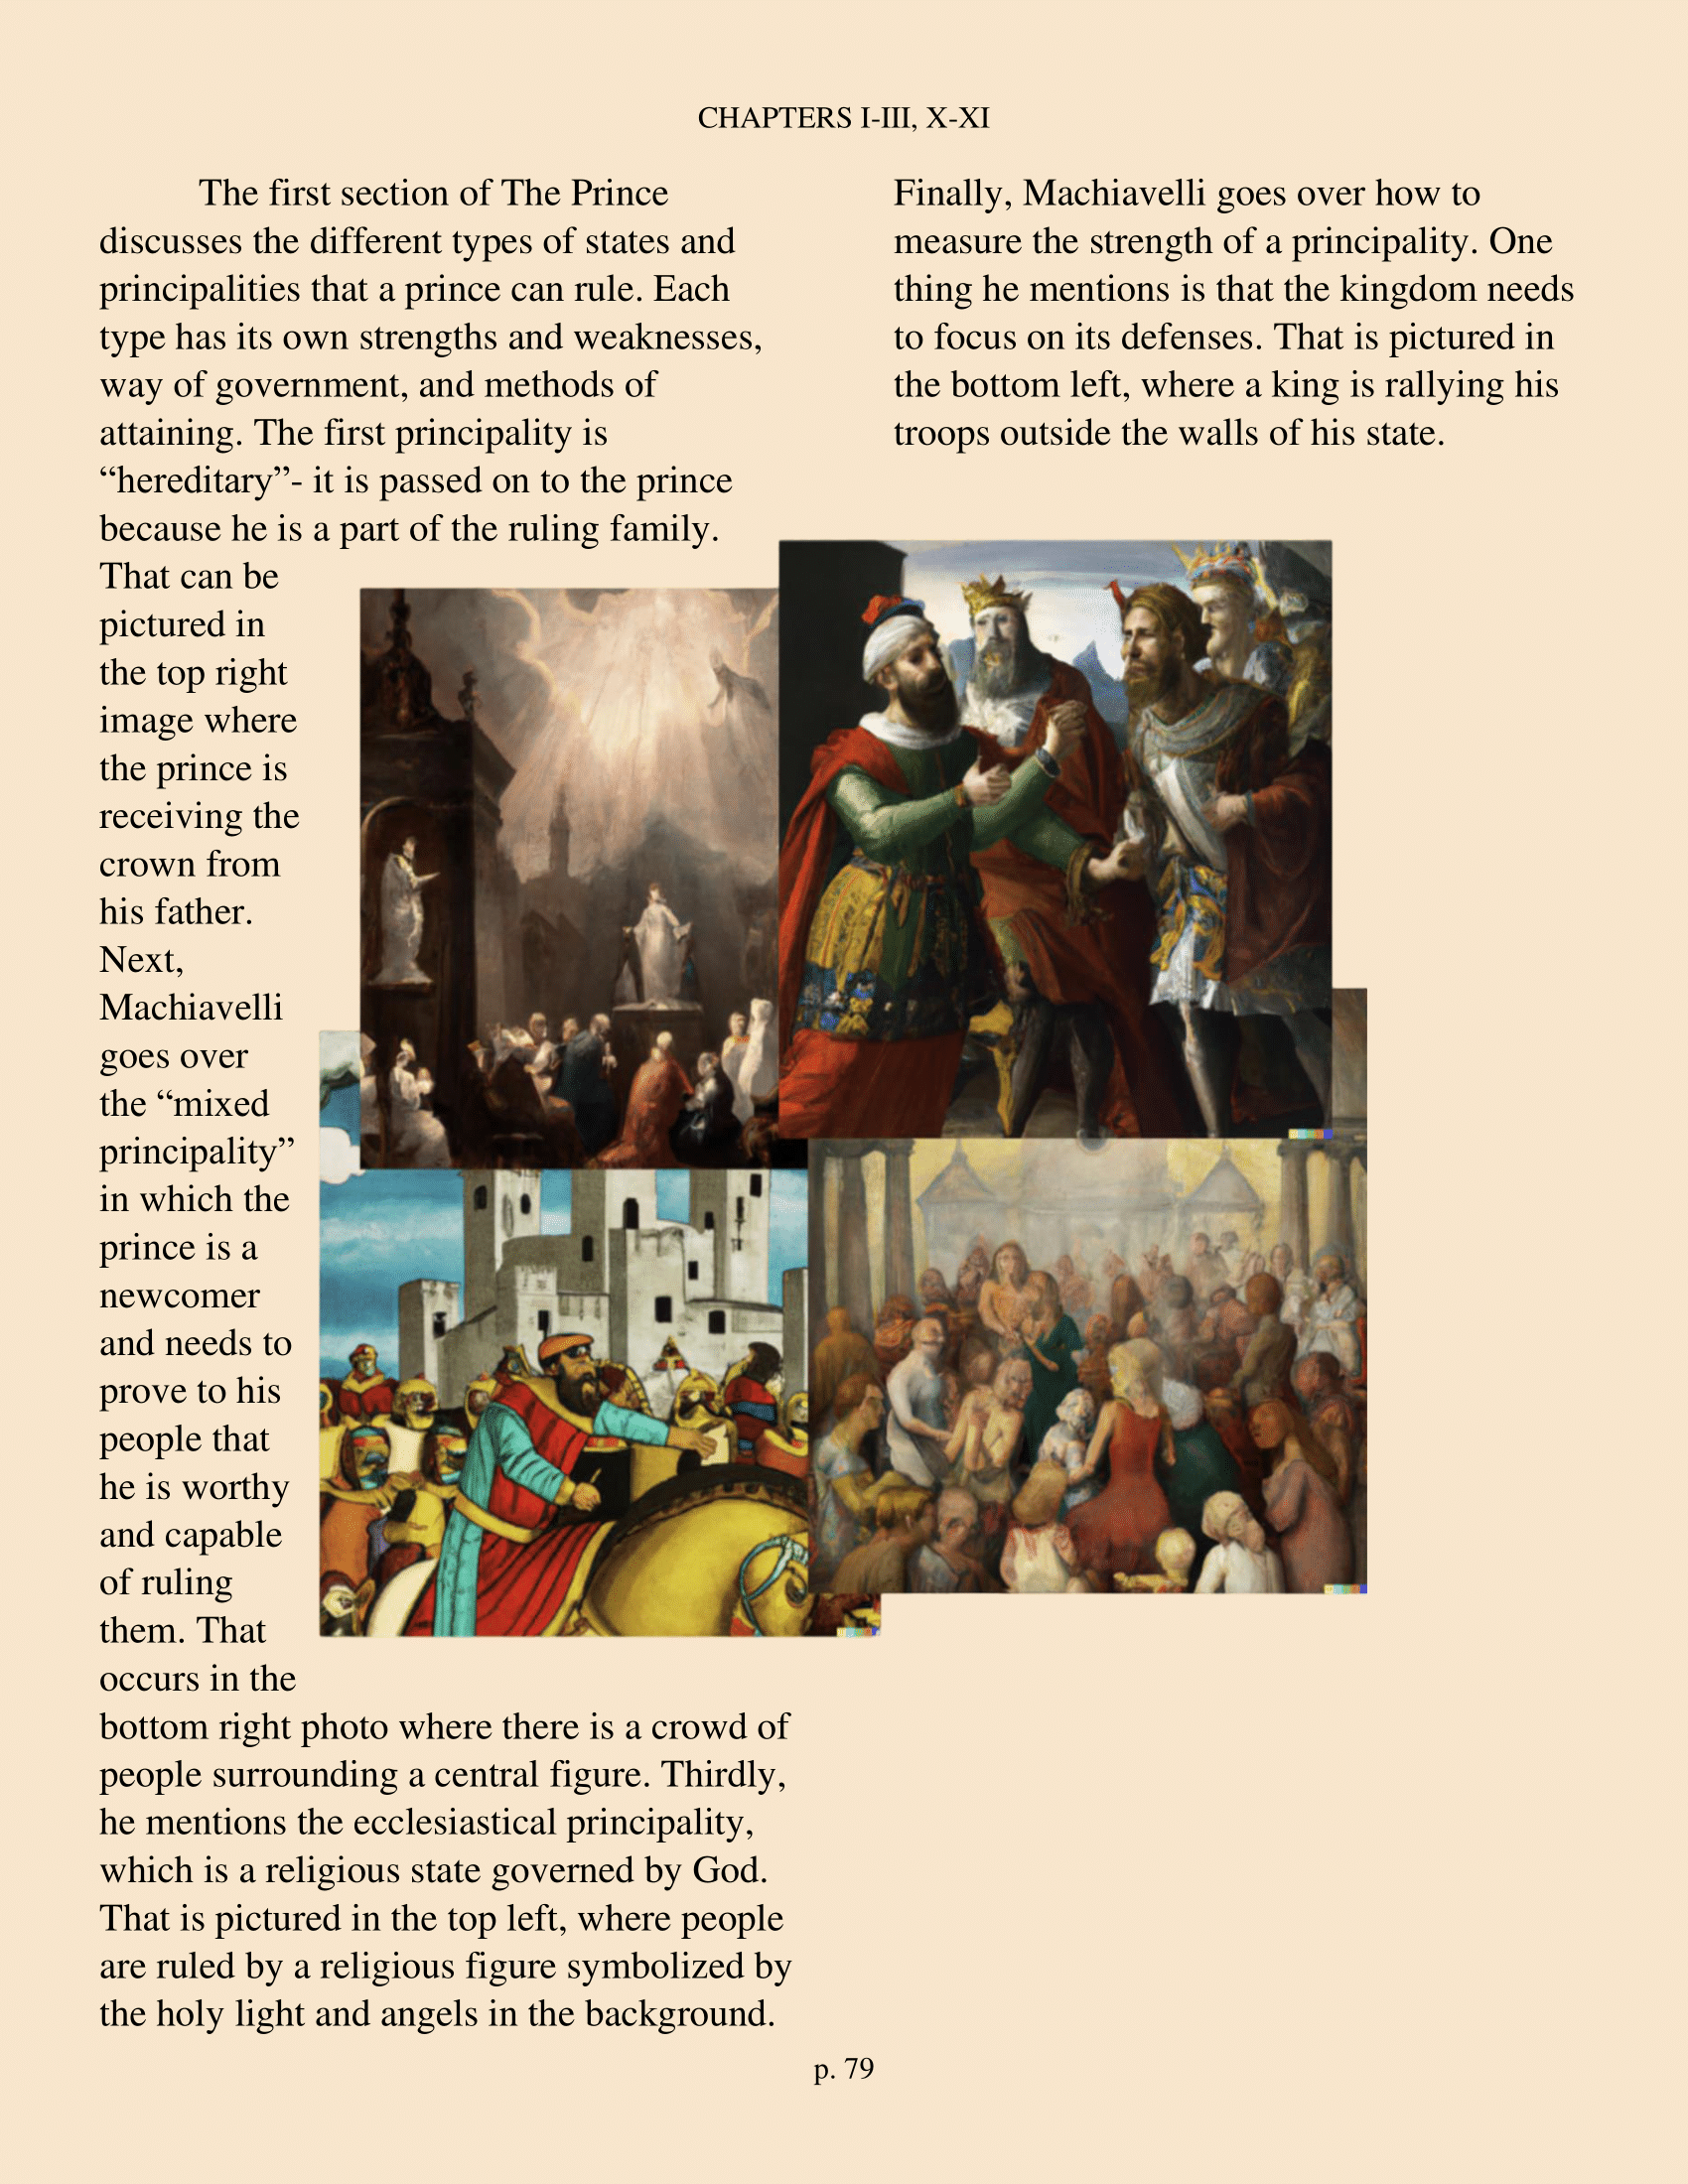 CHAPTERS I-III, X-XI
The first section of The Prince
discusses the different types of states and
principalities that a prince can rule. Each
type has its own strengths and weaknesses,
way of government, and methods of
attaining. The first principality is
“hereditary”- it is passed on to the prince
because he is a part of the ruling family.
That can be
pictured in
the top right
image where
the prince is
receiving the
crown from
his father.
Next,
Machiavelli
goes over
the “mixed
principality”
in which the
prince is a
newcomer
and needs to
prove to his
people that
he is worthy
and capable
of ruling
them. That
occurs in the
bottom right photo where there is a crowd of
people surrounding a central figure. Thirdly,
he mentions the ecclesiastical principality,
which is a religious state governed by God.
That is pictured in the top left, where people
are ruled by a religious figure symbolized by
the holy light and angels in the background.
Finally, Machiavelli goes over how to
measure the strength of a principality. One
thing he mentions is that the kingdom needs
to focus on its defenses. That is pictured in
the bottom left, where a king is rallying his
troops outside the walls of his state.
p. 79